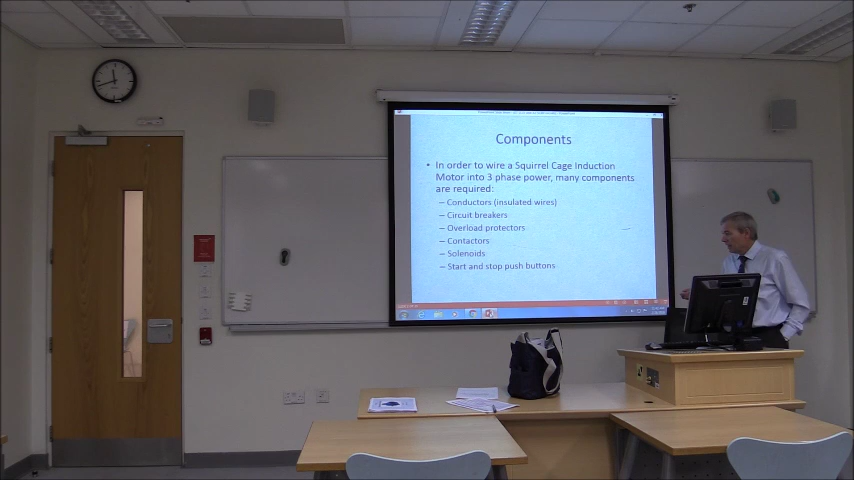 Components
• In order to wire a Squirrel Cage Induction
Motor into 3 phase power, many components
are required:
– Conductors (insulated wires)
– Circuit breakers
– Overload protectors
– Contactors
– Solenoids
– Start and stop push buttons